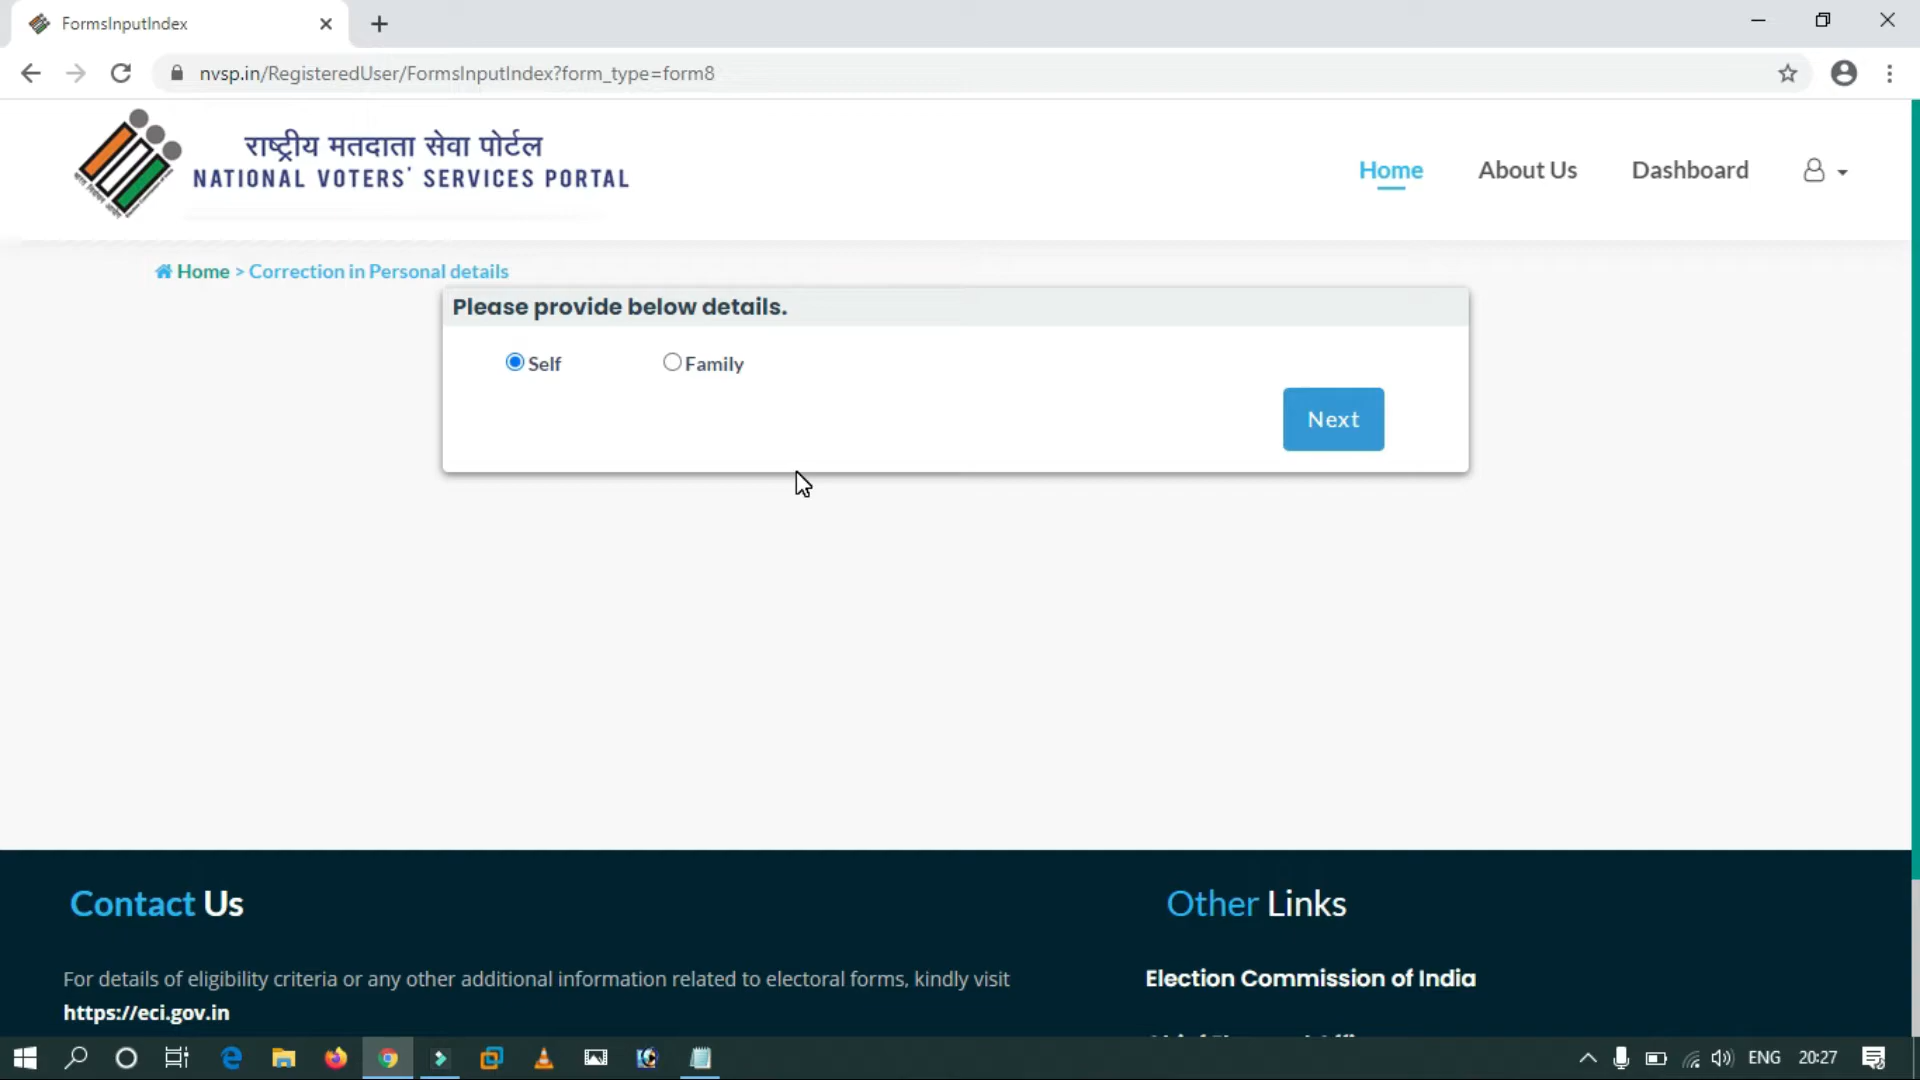 FormsInputIndex
nvsp.in/RegisteredUser/FormsInputIndex?form_type=form8
राष्ट्रीय मतदाता सेवा पोर्टल
NATIONAL VOTERS' SERVICES PORTAL
Home
About Us
Dashboard
Home > Correction in Personal details
Please provide below details.
Self
Family
Next
Contact Us
Other Links
For details of eligibility criteria or any other additional information related to electoral forms, kindly visit
https://eci.gov.in
Election Commission of India
ENG
20:27